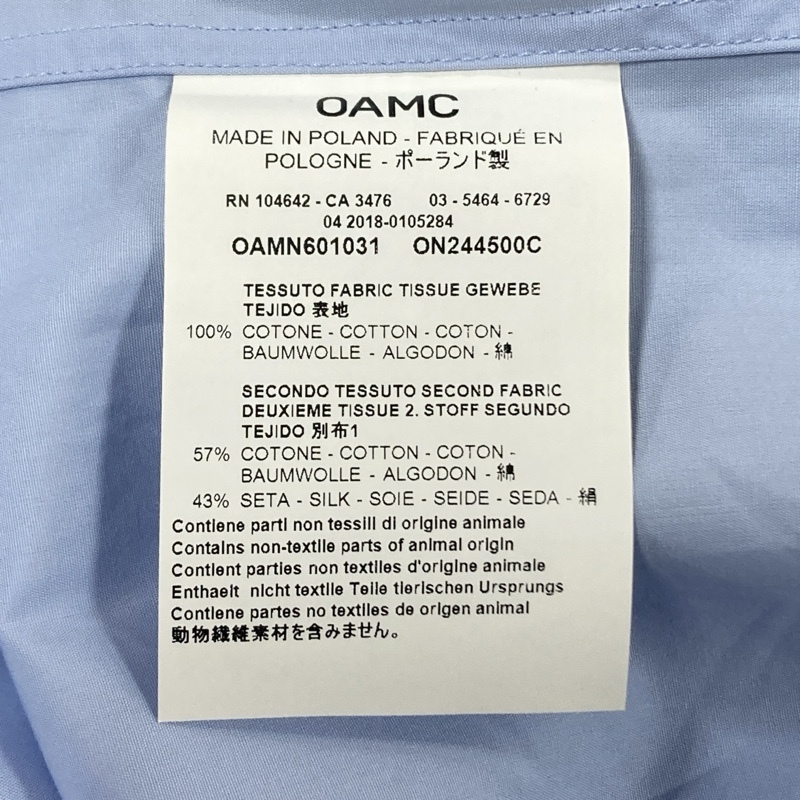 OAMC
MADE IN POLAND - FABRIQUÉ EN
POLOGNE - ポーランド製
RN 104642 - CA 3476 03 - 5464 - 6729
04 2018-0105284
OAMN601031 ON244500C
TESSUTO FABRIC TISSUE GEWEBE
TEJIDO 表地
100% COTONE - COTTON - COTON -
BAUMWOLLE - ALGODON - 綿
SECONDO TESSUTO SECOND FABRIC
DEUXIEME TISSUE 2. STOFF SEGUNDO
TEJIDO 別布1
57% COTONE - COTTON - COTON -
BAUMWOLLE - ALGODON - 綿
43% SETA - SILK - SOIE - SEIDE - SEDA - 絹
Contiene parti non tessili di origine animale
Contains non-textile parts of animal origin
Contient parties non textiles d'origine animale
Enthaelt nicht textile Teile tierischen Ursprungs
Contiene partes no textiles de origen animal
動物繊維素材を含みません。